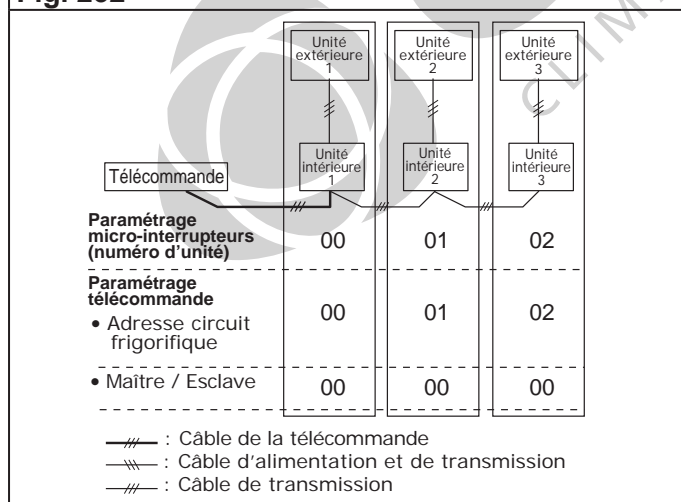 Fig. 262
CLIM
Unité
extérieure
1
Unité
extérieure
2
Unité
extérieure
3
Télécommande
Unité
intérieure
1
Unité
intérieure
2
Unité
intérieure
3
Paramétrage
micro-interrupteurs
(numéro d'unité)
00 01 02
Paramétrage
télécommande
• Adresse circuit
frigorifique
00 01 02
• Maître / Esclave 00 00 00
: Câble de la télécommande
: Câble d'alimentation et de transmission
: Câble de transmission